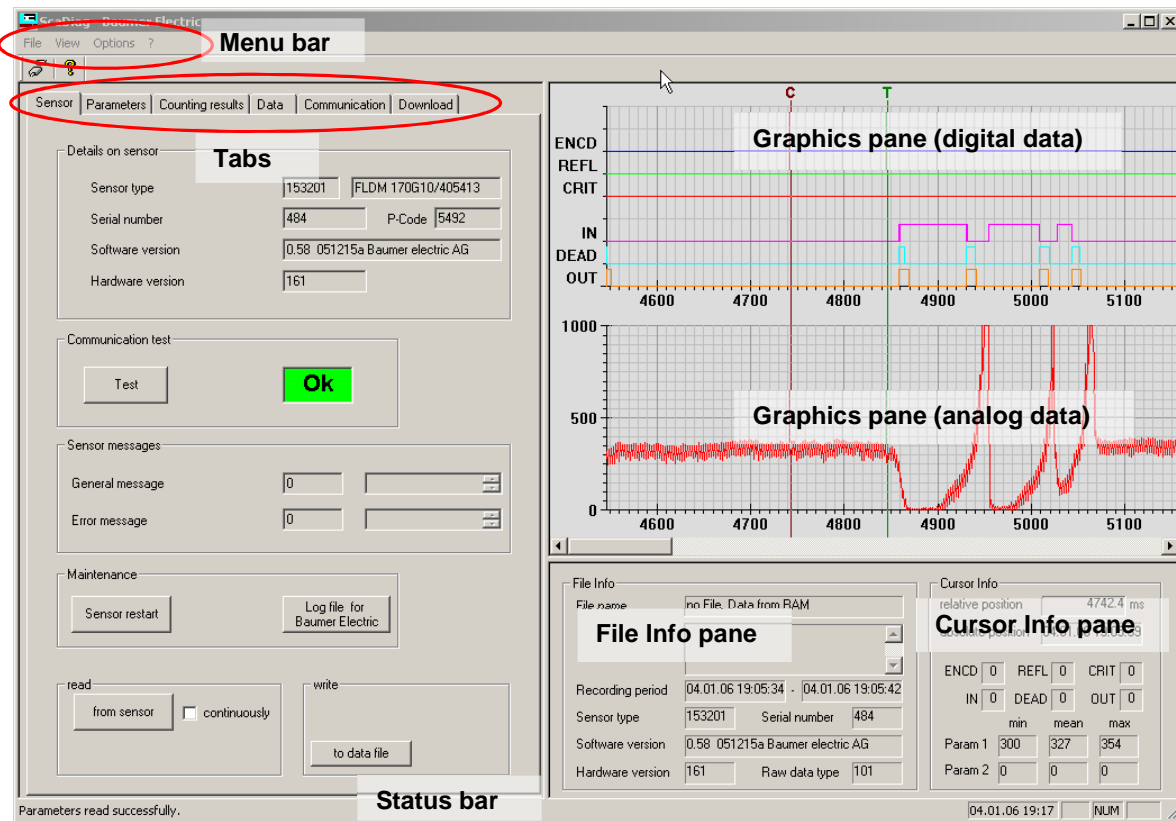 ScaDiag - Baumer Electric
File View Options ?
Menu bar
Sensor Parameters Counting results Data Communication Download
Tabs
Details on sensor
Sensor type 153201 FLDM 170G10/405413
Serial number 484 P-Code 5492
Software version 0.58 051215a Baumer electric AG
Hardware version 161
Communication test
Test Ok
Sensor messages
General message 0
Error message 0
Maintenance
Sensor restart Log file for
Baumer Electric
read
from sensor continuously
write
to data file
Status bar
Parameters read successfully.
C T
Graphics pane (digital data)
ENCD
REFL
CRIT
IN
DEAD
OUT
4600 4700 4800 4900 5000 5100
1000
500
0
Graphics pane (analog data)
4600 4700 4800 4900 5000 5100
File Info
File name no File, Data from RAM
File Info pane
Recording period 04.01.06 19:05:34 - 04.01.06 19:05:42
Sensor type 153201 Serial number 484
Software version 0.58 051215a Baumer electric AG
Hardware version 161 Raw data type 101
Cursor Info
relative position 4742.4 ms
absolute position
Cursor Info pane
ENCD 0 REFL 0 CRIT 0
IN 0 DEAD 0 OUT 0
min mean max
Param 1 300 327 354
Param 2 0 0 0
04.01.06 19:17 NUM